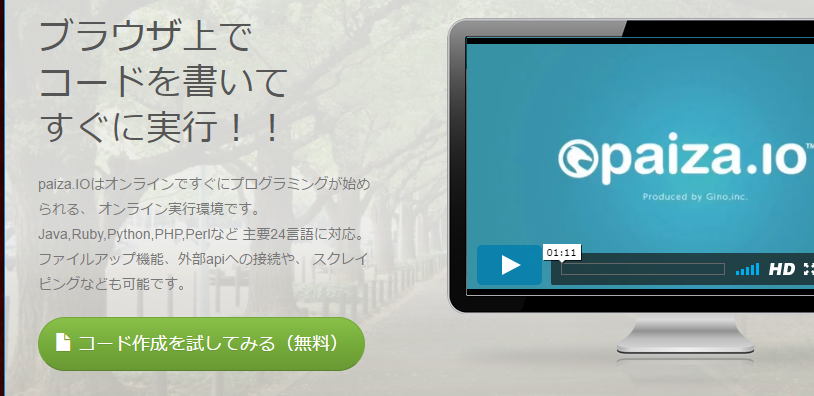 ブラウザ上で
コードを書いて
すぐに実行！！
paiza.IOはオンラインですぐにプログラミングが始め
られる、 オンライン実行環境です。
Java,Ruby,Python,PHP,Perlなど 主要24言語に対応。
ファイルアップ機能、外部apiへの接続や、 スクレイ
ピングなども可能です。
コード作成を試してみる（無料）
paiza.IO™
Produced by Gino,inc.
01:11
HD